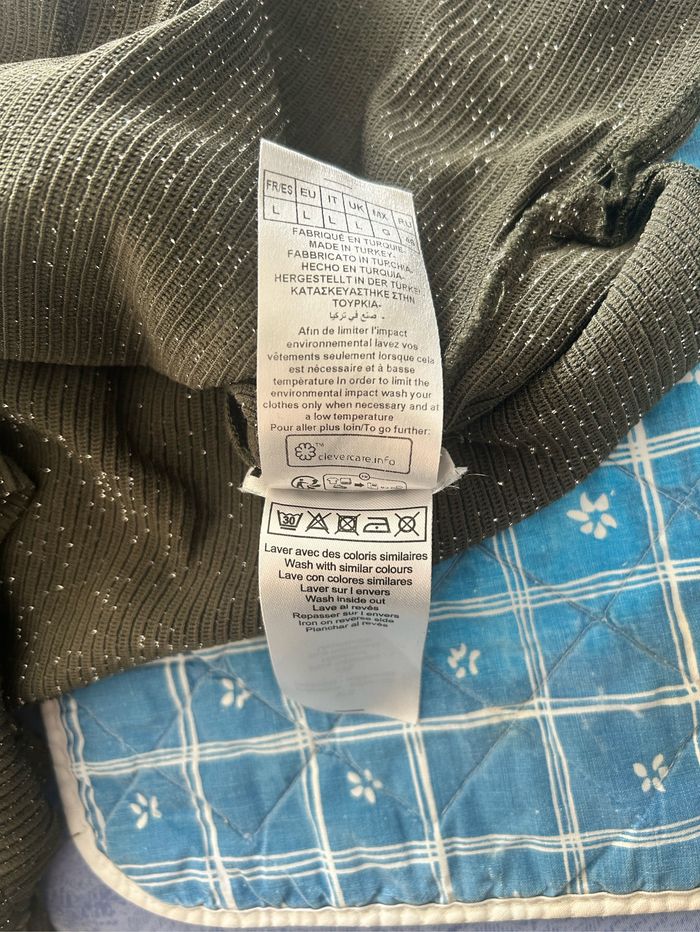 FR/ES EU IT UK MX RU
L L L L G 46
FABRIQUÉ EN TURQUIE-
MADE IN TURKEY-
FABBRICATO IN TURCHIA-
HECHO EN TURQUIA-
HERGESTELLT IN DER TÜRKEI
ΚΑΤΑΣΚΕΥΑΣΤΗΚΕ ΣΤΗΝ
ΤΟΥΡΚΙΑ-
صنع في تركيا -
Afin de limiter l'impact
environnemental lavez vos
vêtements seulement lorsque cela
est nécessaire et à basse
température In order to limit the
environmental impact wash your
clothes only when necessary and at
a low temperature
Pour aller plus loin/To go further:
clevercare.info
30
Laver avec des coloris similaires
Wash with similar colours
Lave con colores similares
Laver sur l envers
Wash inside out
Lave al revés
Repasser sur l envers
Iron on reverse side
Planchar al revés